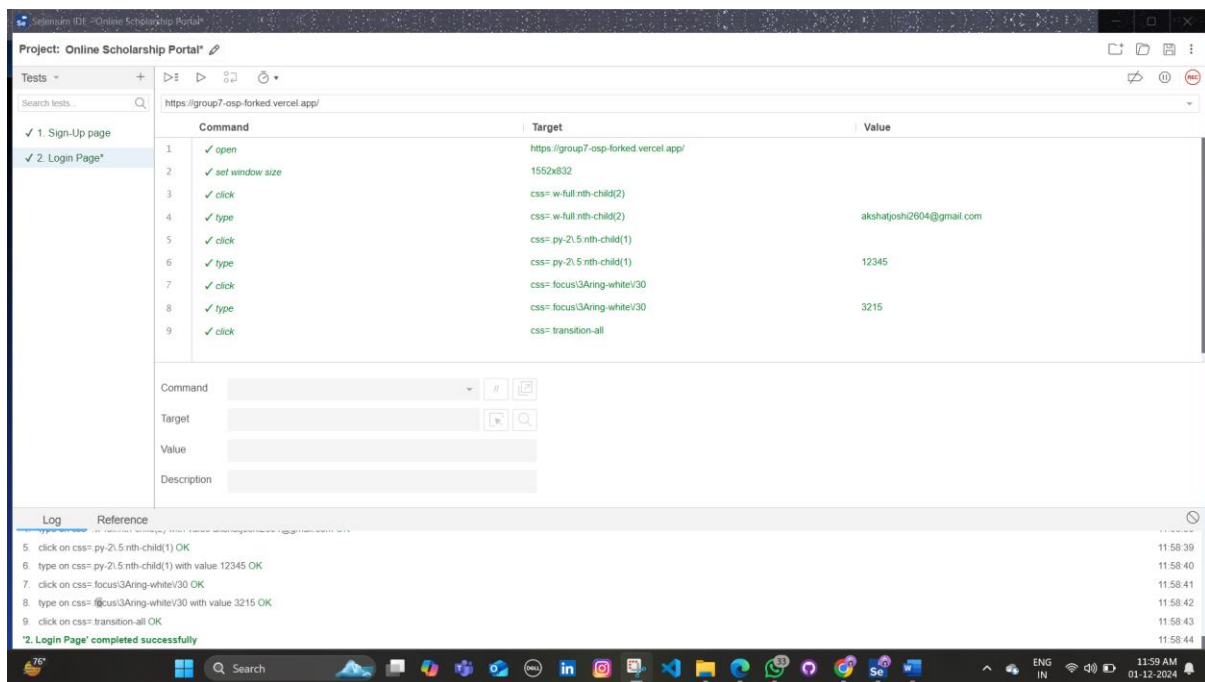 Selenium IDE - Online Scholarship Portal*
Project: Online Scholarship Portal*
Tests
Search tests...
https://group7-osp-forked.vercel.app/
REC
✓ 1. Sign-Up page
✓ 2. Login Page*
Command Target Value
1 ✓ open https://group7-osp-forked.vercel.app/
2 ✓ set window size 1552x832
3 ✓ click css=.w-full:nth-child(2)
4 ✓ type css=.w-full:nth-child(2) akshatjoshi2604@gmail.com
5 ✓ click css=.py-2\.5:nth-child(1)
6 ✓ type css=.py-2\.5:nth-child(1) 12345
7 ✓ click css=.focus\3Aring-white\/30
8 ✓ type css=.focus\3Aring-white\/30 3215
9 ✓ click css=.transition-all
Command //
Target
Value
Description
Log Reference
5. click on css=.py-2\.5:nth-child(1) OK 11:58:39
6. type on css=.py-2\.5:nth-child(1) with value 12345 OK 11:58:40
7. click on css=.focus\3Aring-white\/30 OK 11:58:41
8. type on css=.focus\3Aring-white\/30 with value 3215 OK 11:58:42
9. click on css=.transition-all OK 11:58:43
'2. Login Page' completed successfully 11:58:44
76°
Search
DELL
in
33
Se
W
ENG
IN
11:59 AM
01-12-2024